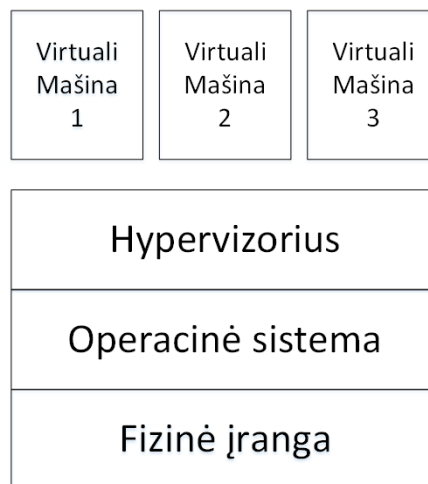 Virtuali
Mašina
1
Virtuali
Mašina
2
Virtuali
Mašina
3
Hypervizorius
Operacinė sistema
Fizinė įranga